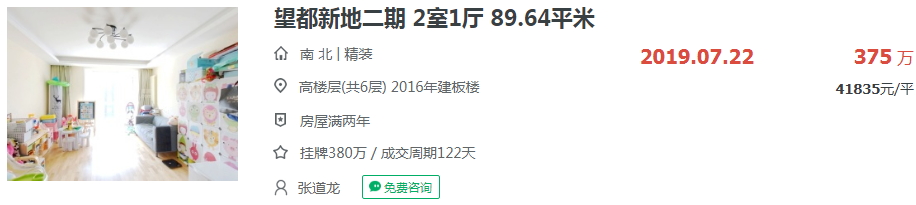 望都新地二期 2室1厅 89.64平米
南 北 | 精装
2019.07.22
375 万
高楼层(共6层) 2016年建板楼
41835元/平
房屋满两年
挂牌380万 / 成交周期122天
张道龙
免费咨询